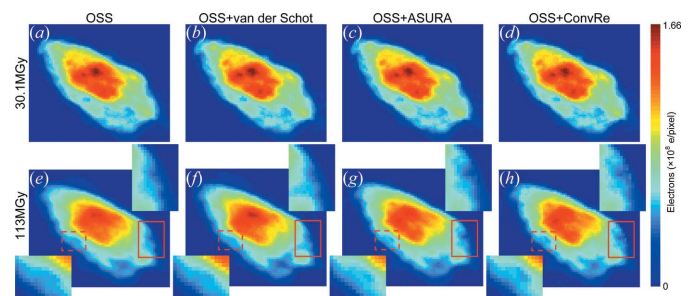 OSS OSS+van der Schot OSS+ASURA OSS+ConvRe
30.1MGy (a) (b) (c) (d) 1.66
113MGy (e) (f) (g) (h) 0
Electrons (×10⁸ e/pixel)